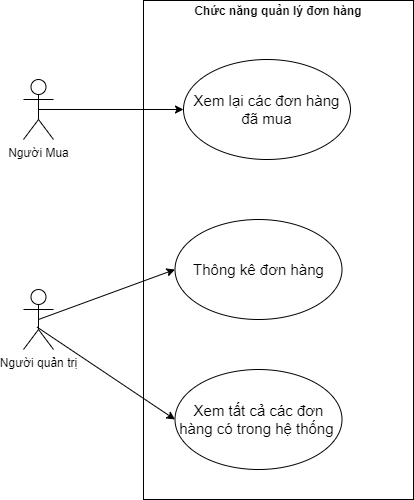 Chức năng quản lý đơn hàng
Xem lại các đơn hàng
đã mua
Người Mua
Thông kê đơn hàng
Người quản trị
Xem tất cả các đơn
hàng có trong hệ thống